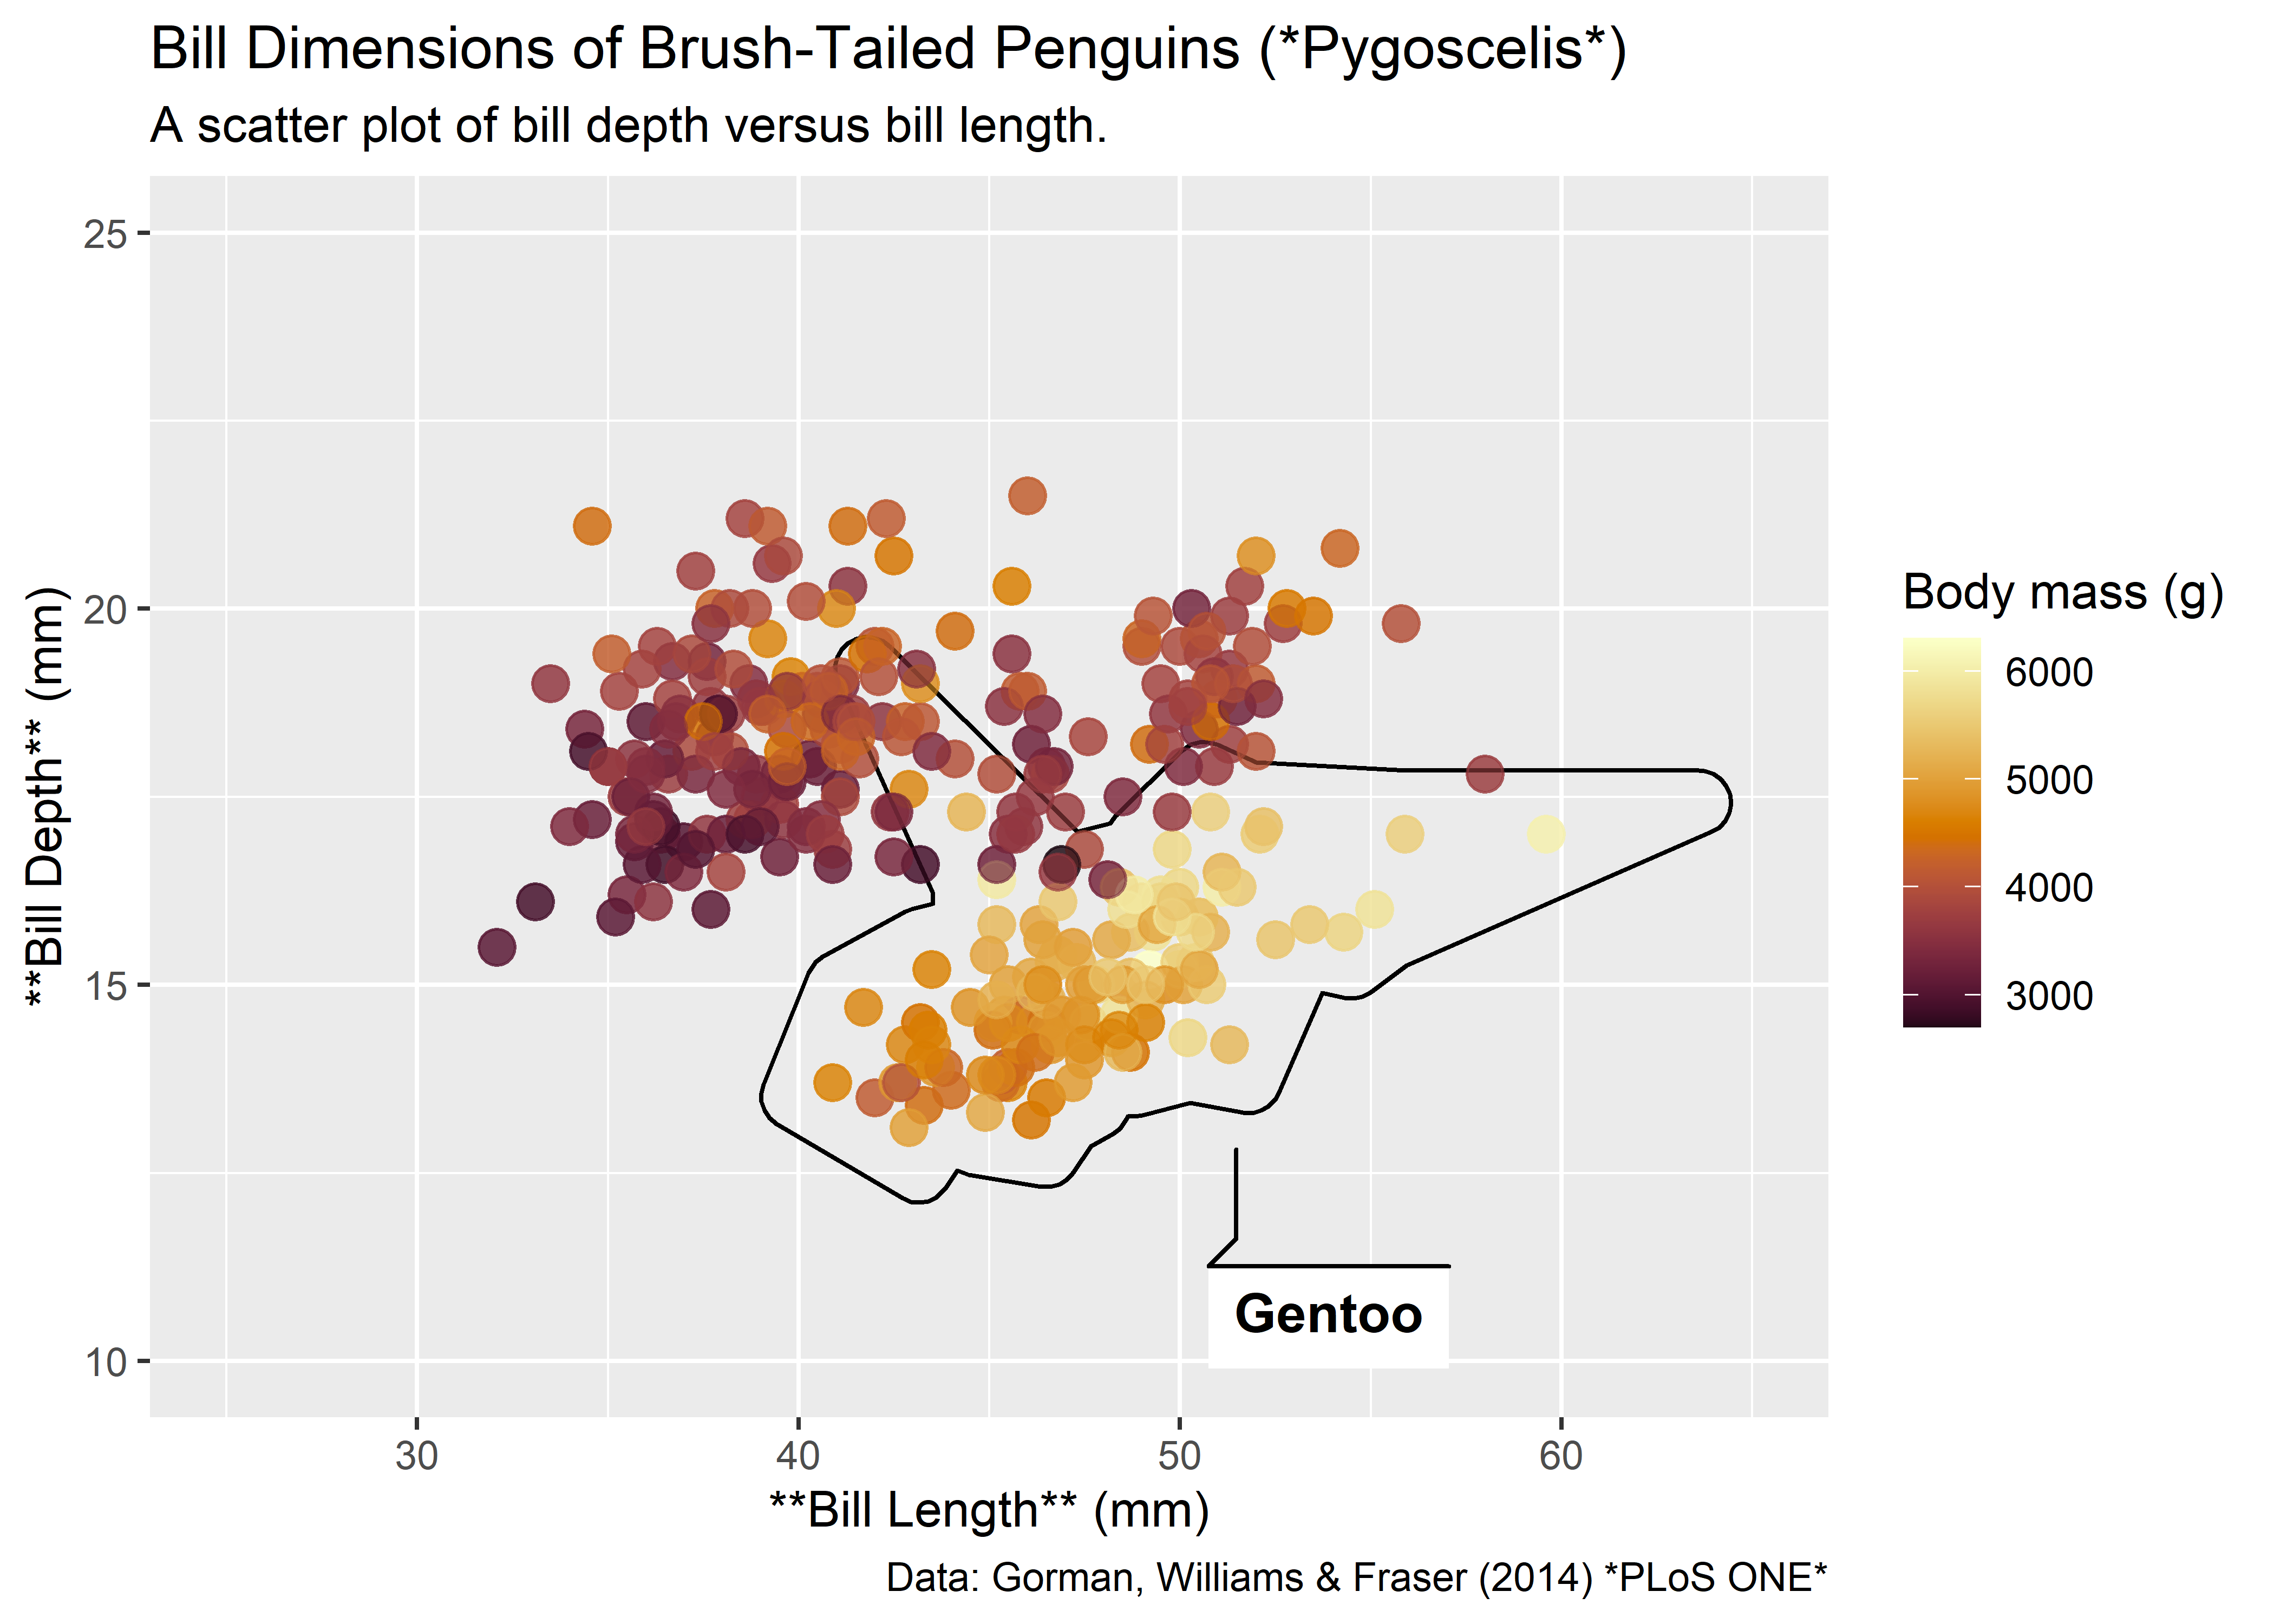 Bill Dimensions of Brush-Tailed Penguins (*Pygoscelis*)
A scatter plot of bill depth versus bill length.
**Bill Depth** (mm)
25
20
15
10
Gentoo
30
40
50
60
**Bill Length** (mm)
Body mass (g)
6000
5000
4000
3000
Data: Gorman, Williams & Fraser (2014) *PLoS ONE*